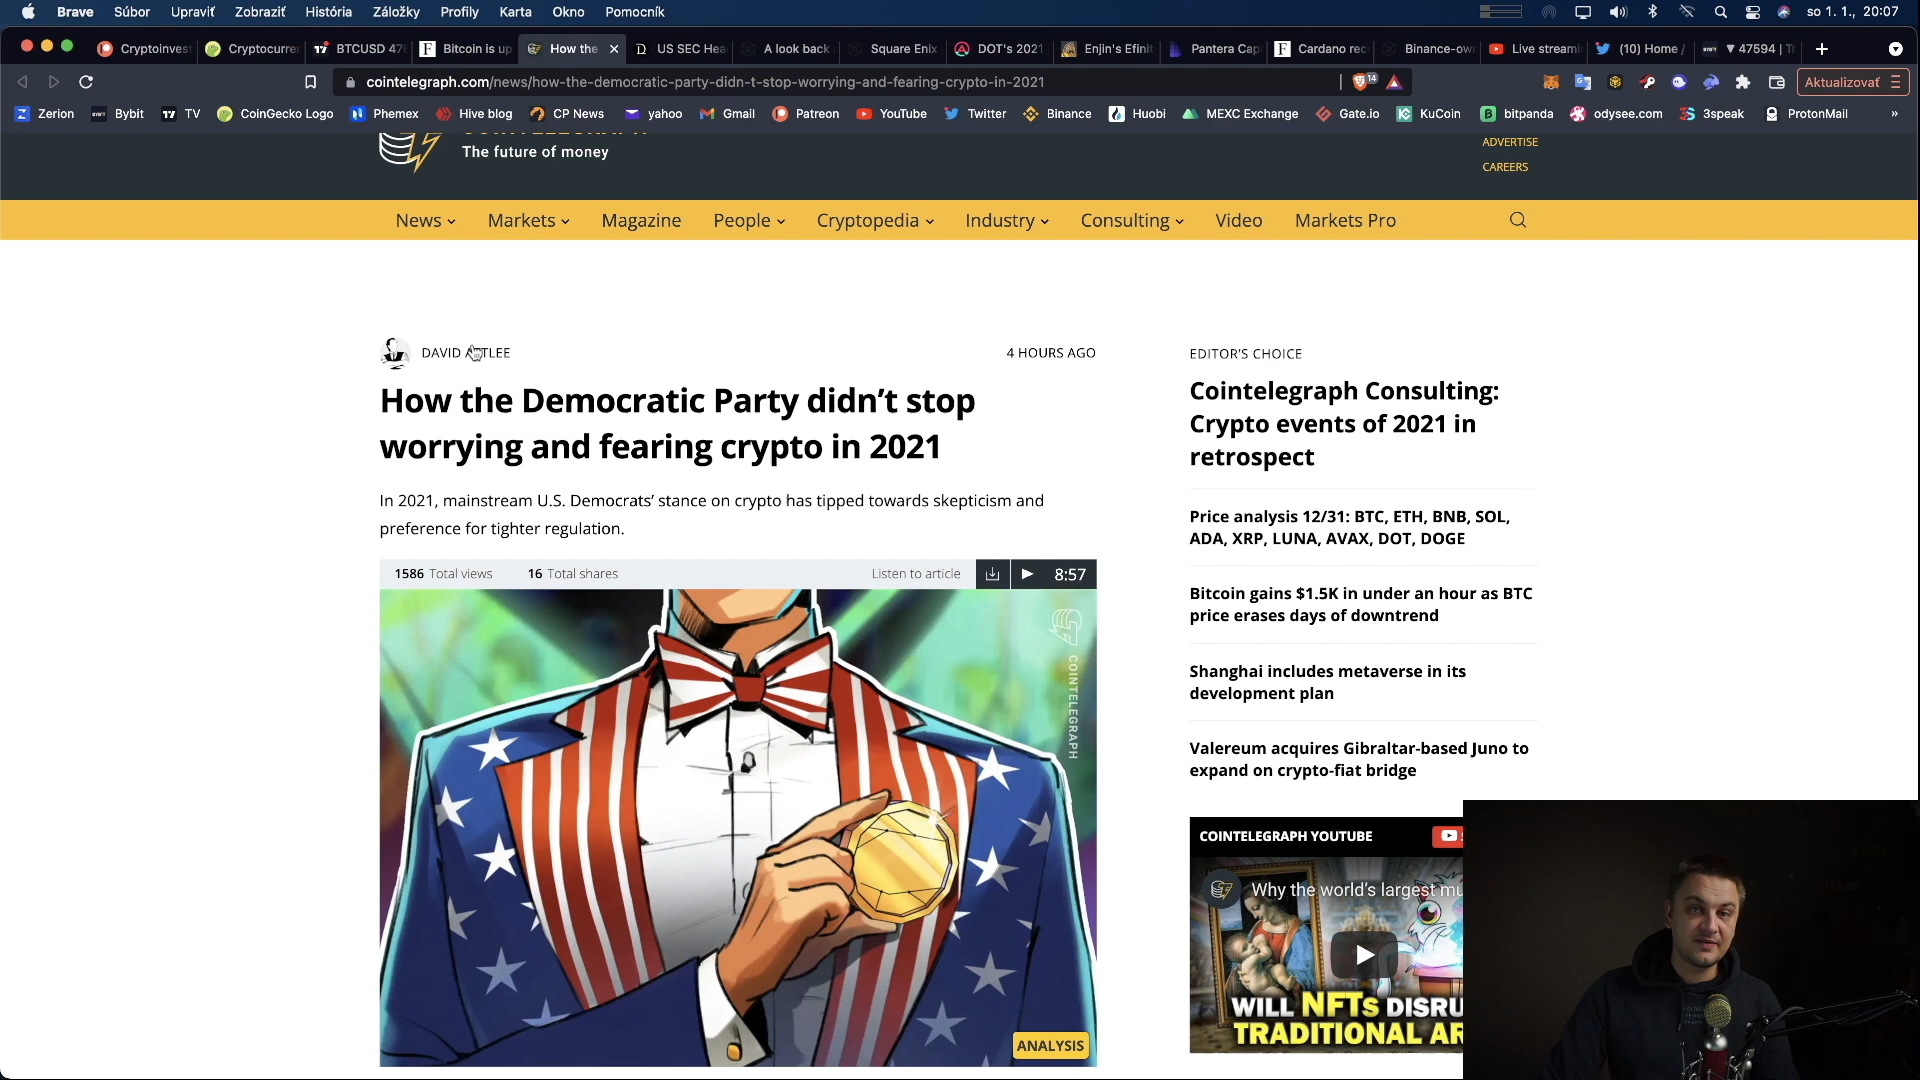 Brave Súbor Upraviť Zobraziť História Záložky Profily Karta Okno Pomocník so 1. 1., 20:07
Cryptoinvest Cryptocurre BTCUSD 47 Bitcoin is up How the US SEC Hea A look back Square Enix DOT's 2021 Enjin's Efinit Pantera Cap Cardano rec Binance-ow Live streami (10) Home / ▼ 47594 | Tr
cointelegraph.com/news/how-the-democratic-party-didn-t-stop-worrying-and-fearing-crypto-in-2021 14 Aktualizovať
Zerion Bybit TV CoinGecko Logo Phemex Hive blog CP News yahoo Gmail Patreon YouTube Twitter Binance Huobi MEXC Exchange Gate.io KuCoin bitpanda odysee.com 3speak ProtonMail »
The future of money
ADVERTISE
CAREERS
News Markets Magazine People Cryptopedia Industry Consulting Video Markets Pro
DAVID ATTLEE 4 HOURS AGO
How the Democratic Party didn't stop
worrying and fearing crypto in 2021
In 2021, mainstream U.S. Democrats' stance on crypto has tipped towards skepticism and
preference for tighter regulation.
1586 Total views 16 Total shares Listen to article 8:57
COINTELEGRAPH
ANALYSIS
EDITOR'S CHOICE
Cointelegraph Consulting:
Crypto events of 2021 in
retrospect
Price analysis 12/31: BTC, ETH, BNB, SOL,
ADA, XRP, LUNA, AVAX, DOT, DOGE
Bitcoin gains $1.5K in under an hour as BTC
price erases days of downtrend
Shanghai includes metaverse in its
development plan
Valereum acquires Gibraltar-based Juno to
expand on crypto-fiat bridge
COINTELEGRAPH YOUTUBE
Why the world's largest mu
WILL NFTs DISRU
TRADITIONAL AR